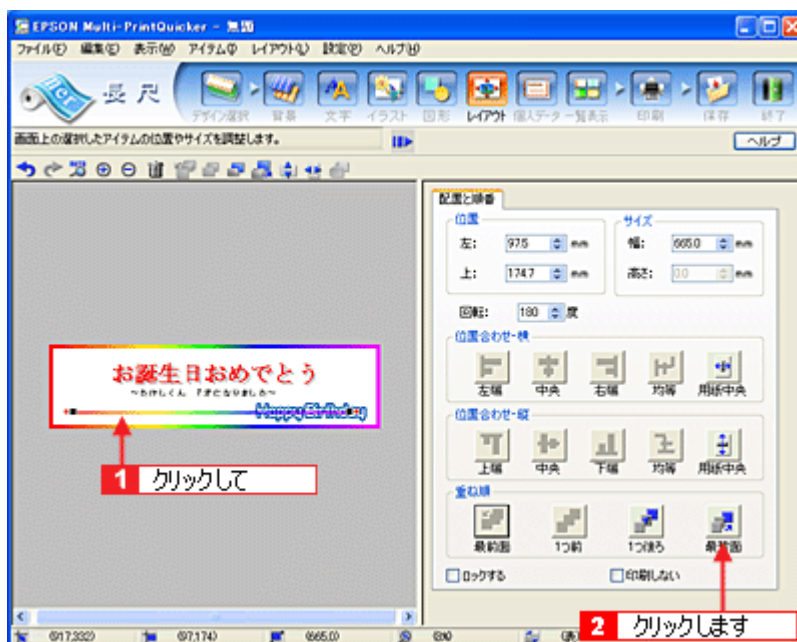 EPSON Multi-PrintQuicker - 無題
ファイル(F) 編集(E) 表示(W) アイテム(I) レイアウト(L) 設定(P) ヘルプ(H)
長尺
デザイン選択 背景 文字 イラスト 図形 レイアウト 個人データ 一覧表示 印刷 保存 終了
画面上の選択したアイテムの位置やサイズを調整します。
ヘルプ
配置と順番
位置
サイズ
左: 97.5 mm
幅: 665.0 mm
上: 174.7 mm
高さ: 0.0 mm
回転: 180 度
位置合わせ-横
左端 中央 右端 均等 用紙中央
位置合わせ-縦
上端 中央 下端 均等 用紙中央
重ね順
最前面 1つ前 1つ後ろ 最背面
ロックする 印刷しない
お誕生日おめでとう
HappyBirthday
1 クリックして
2 クリックします
(917,332) (97,174) (665,0)